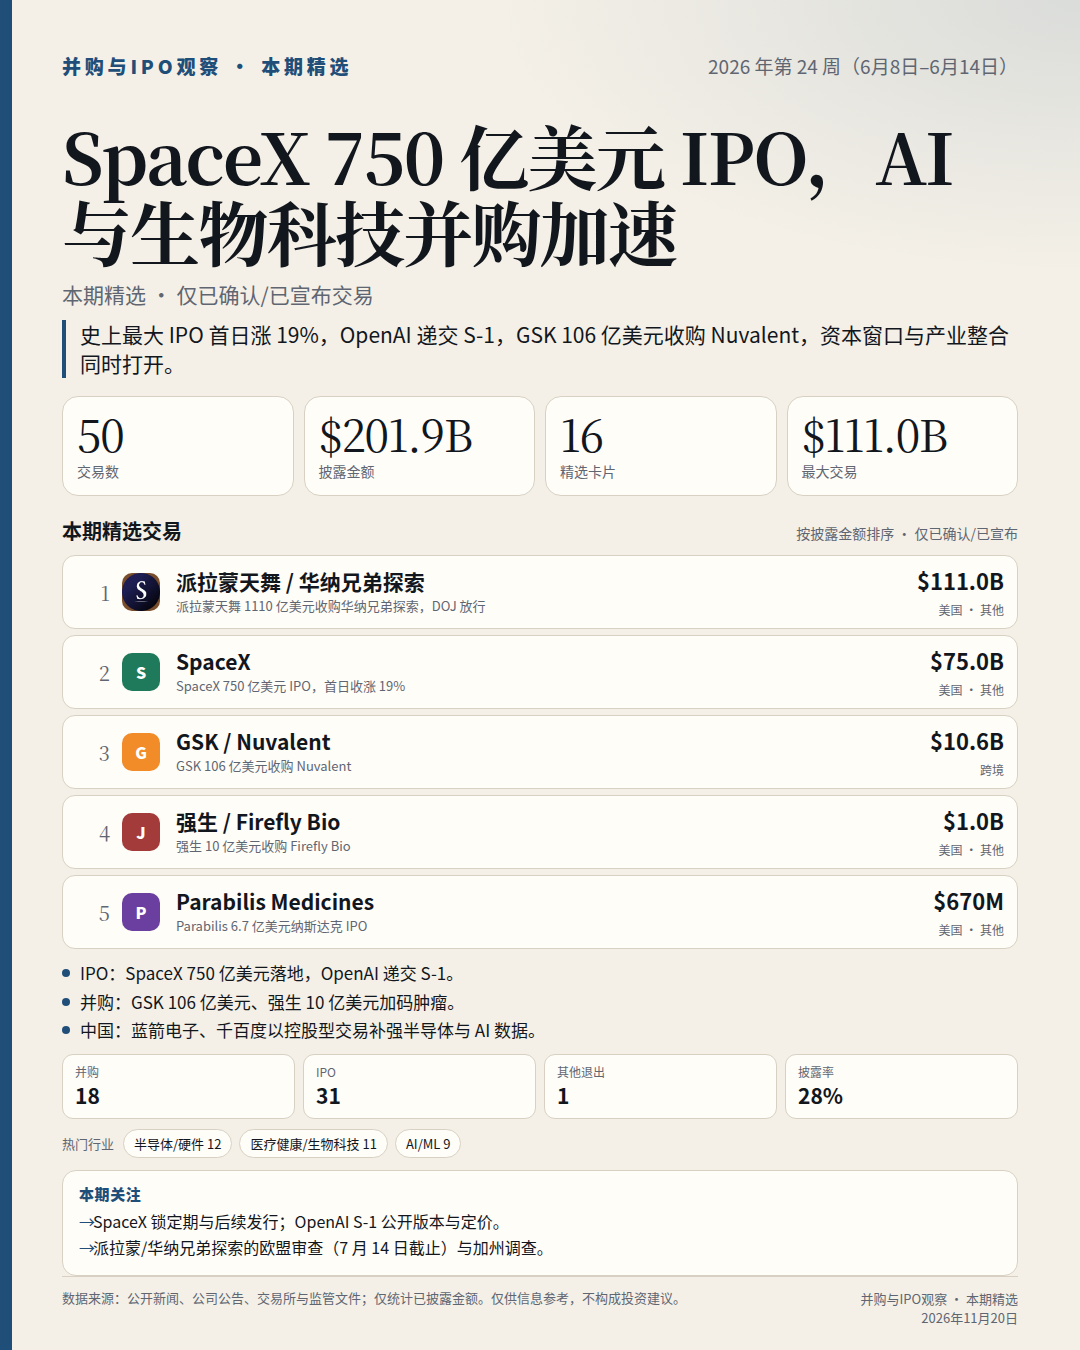 并购与IPO观察 · 本期精选
2026 年第 24 周（6月8日–6月14日）
SpaceX 750 亿美元 IPO， AI
与生物科技并购加速
本期精选 · 仅已确认/已宣布交易
史上最大 IPO 首日涨 19%，OpenAI 递交 S-1，GSK 106 亿美元收购 Nuvalent，资本窗口与产业整合
同时打开。
50
交易数
$201.9B
披露金额
16
精选卡片
$111.0B
最大交易
本期精选交易
按披露金额排序 · 仅已确认/已宣布
1
S
派拉蒙天舞 / 华纳兄弟探索
派拉蒙天舞 1110 亿美元收购华纳兄弟探索，DOJ 放行
$111.0B
美国 · 其他
2
S
SpaceX
SpaceX 750 亿美元 IPO，首日收涨 19%
$75.0B
美国 · 其他
3
G
GSK / Nuvalent
GSK 106 亿美元收购 Nuvalent
$10.6B
跨境
4
J
强生 / Firefly Bio
强生 10 亿美元收购 Firefly Bio
$1.0B
美国 · 其他
5
P
Parabilis Medicines
Parabilis 6.7 亿美元纳斯达克 IPO
$670M
美国 · 其他
IPO：SpaceX 750 亿美元落地，OpenAI 递交 S-1。
并购：GSK 106 亿美元、强生 10 亿美元加码肿瘤。
中国：蓝箭电子、千百度以控股型交易补强半导体与 AI 数据。
并购
18
IPO
31
其他退出
1
披露率
28%
热门行业
半导体/硬件 12
医疗健康/生物科技 11
AI/ML 9
本期关注
→SpaceX 锁定期与后续发行；OpenAI S-1 公开版本与定价。
→派拉蒙/华纳兄弟探索的欧盟审查（7 月 14 日截止）与加州调查。
数据来源：公开新闻、公司公告、交易所与监管文件；仅统计已披露金额。仅供信息参考，不构成投资建议。
并购与IPO观察 · 本期精选
2026年11月20日